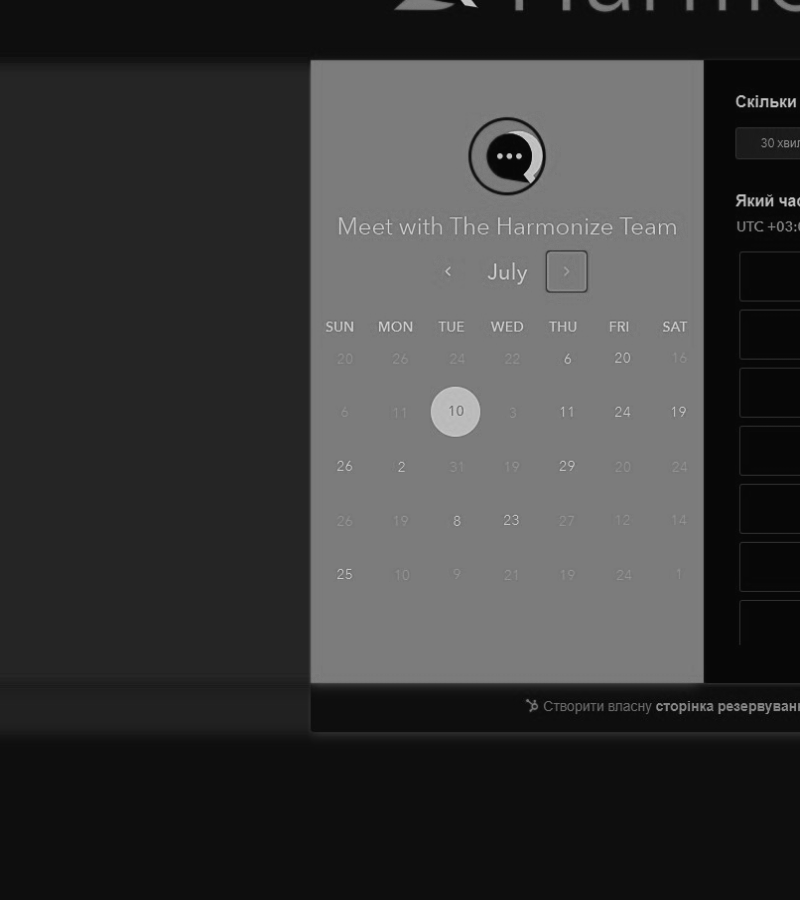 Meet with The Harmonize Team
July
SUN MON TUE WED THU FRI SAT
20 26 24 22 6 20 16
6 11 10 3 11 24 19
26 2 31 19 29 20 24
26 19 8 23 27 12 14
25 10 9 21 19 24 1
Скільки
30 хвил
Який час
UTC +03:
Створити власну сторінка резервуван